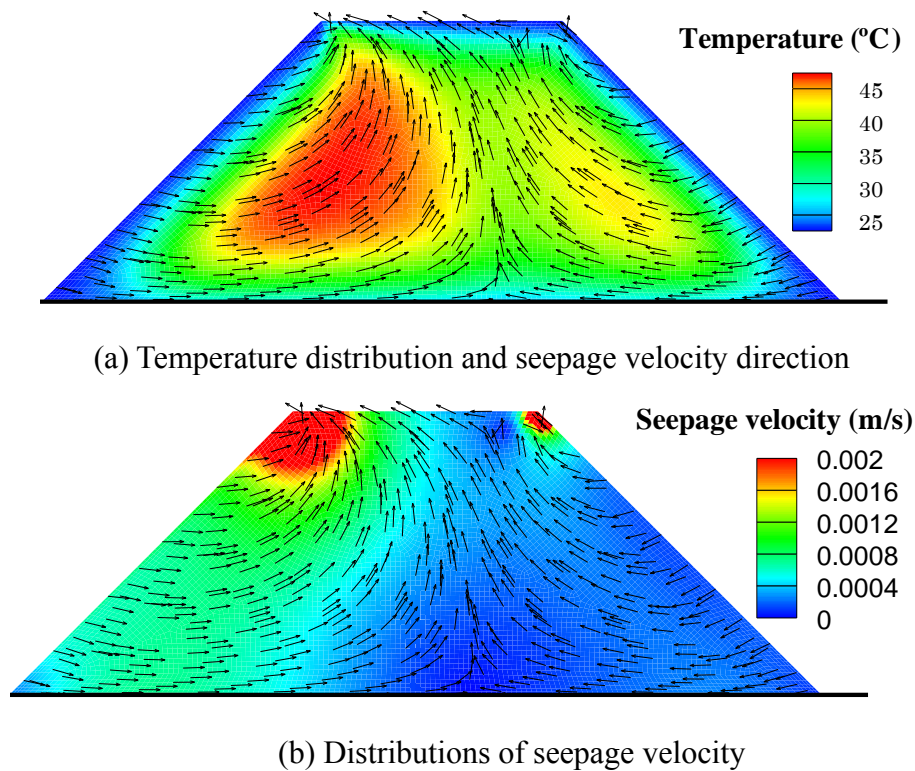 Temperature (ºC)
45
40
35
30
25
(a) Temperature distribution and seepage velocity direction
Seepage velocity (m/s)
0.002
0.0016
0.0012
0.0008
0.0004
0
(b) Distributions of seepage velocity